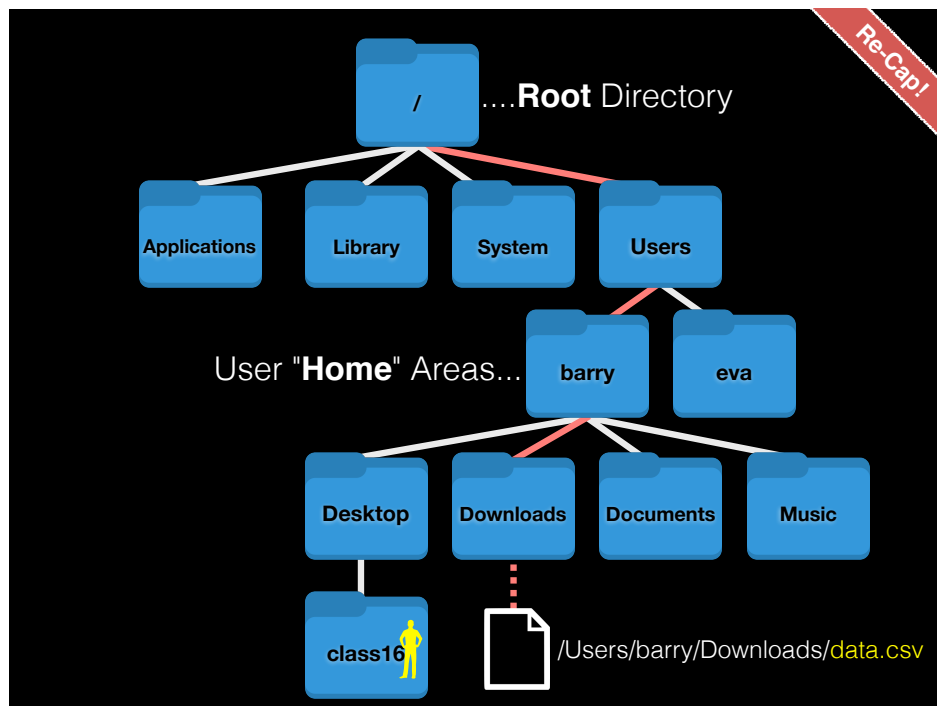 Re-Cap!
/
....Root Directory
Applications
Library
System
Users
User "Home" Areas...
barry
eva
Desktop
Downloads
Documents
Music
class16
/Users/barry/Downloads/data.csv